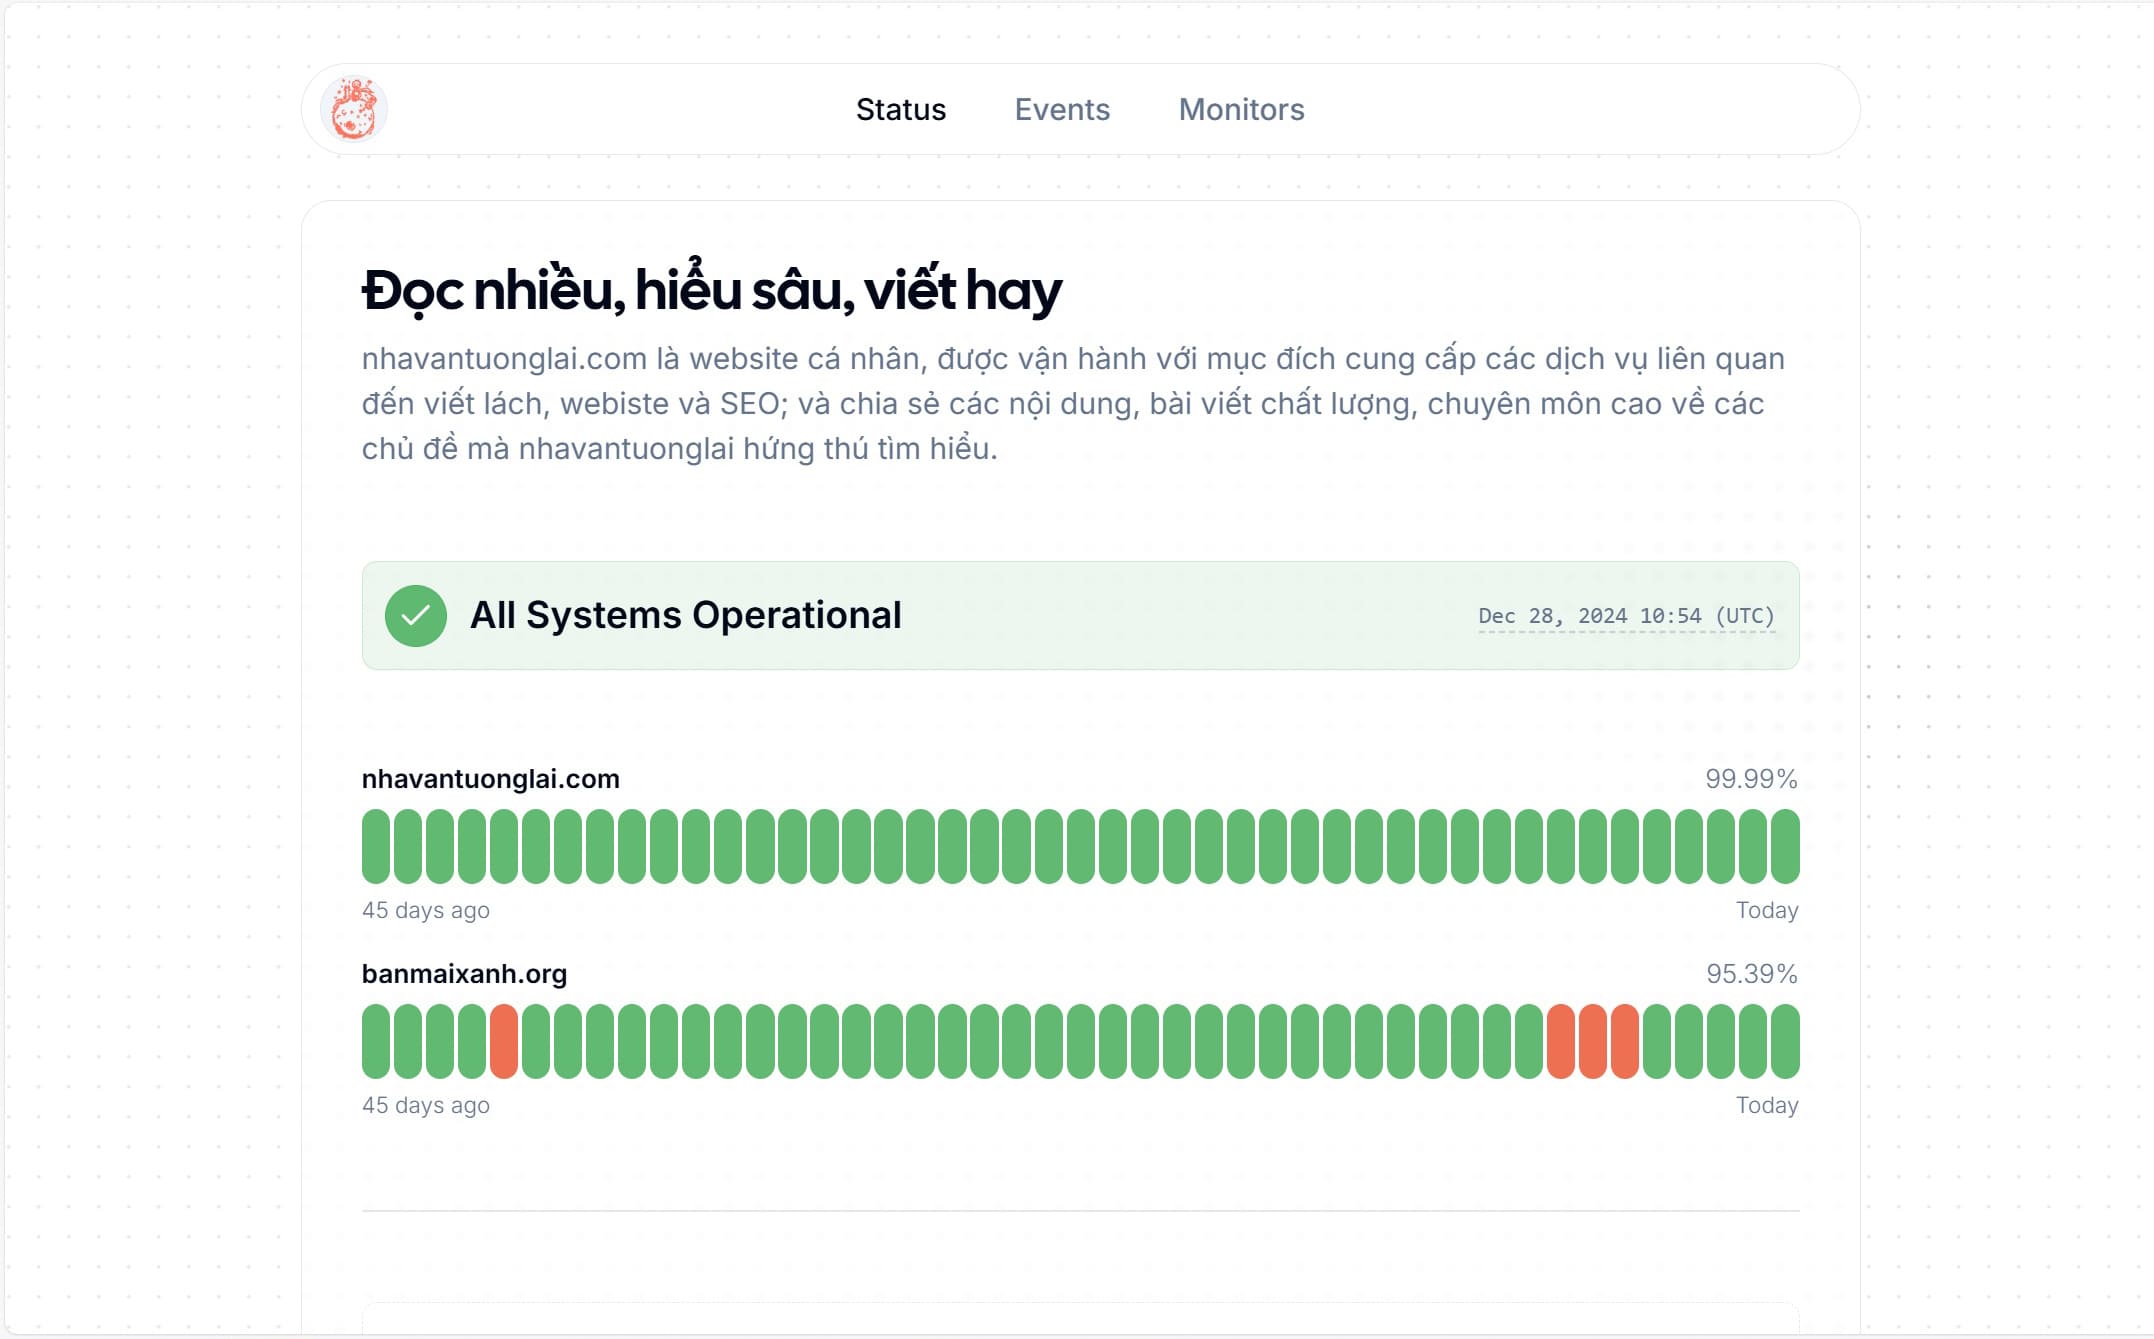 Status Events Monitors
Đọc nhiều, hiểu sâu, viết hay
nhavantuonglai.com là website cá nhân, được vận hành với mục đích cung cấp các dịch vụ liên quan
đến viết lách, webiste và SEO; và chia sẻ các nội dung, bài viết chất lượng, chuyên môn cao về các
chủ đề mà nhavantuonglai hứng thú tìm hiểu.
All Systems Operational Dec 28, 2024 10:54 (UTC)
nhavantuonglai.com 99.99%
45 days ago Today
banmaixanh.org 95.39%
45 days ago Today